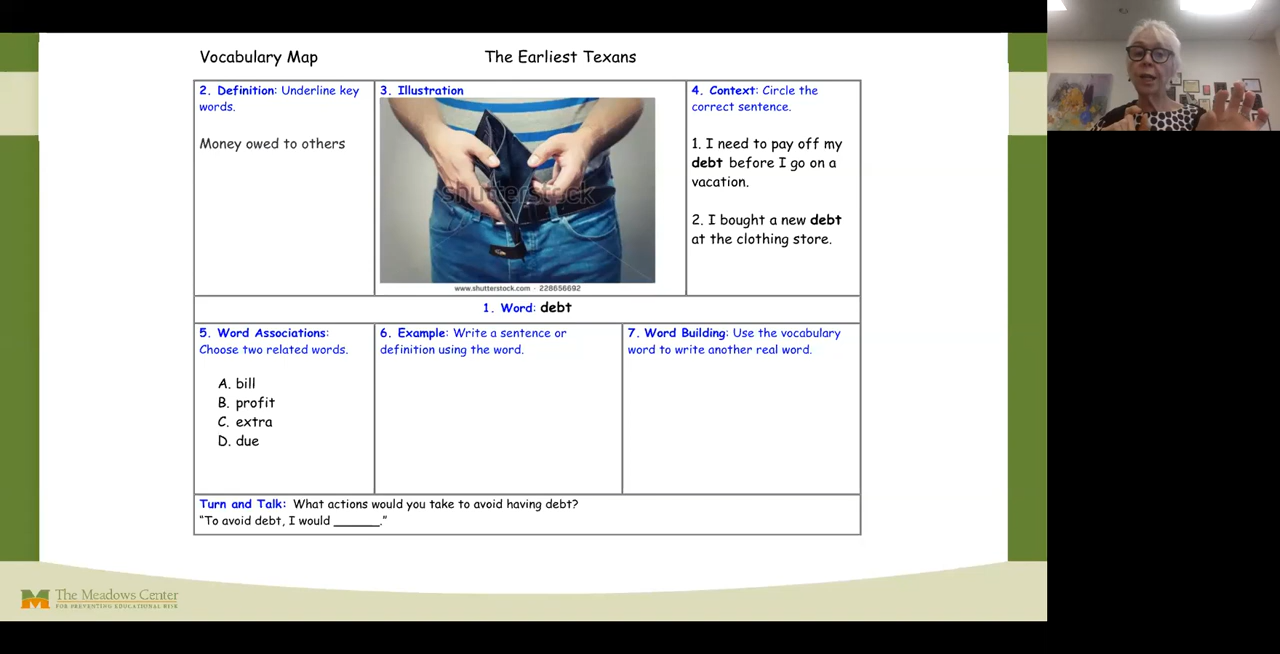 Vocabulary Map
The Earliest Texans
2. Definition: Underline key
words.
Money owed to others
3. Illustration
shutterstock
www.shutterstock.com · 228656692
4. Context: Circle the
correct sentence.
1. I need to pay off my
debt before I go on a
vacation.
2. I bought a new debt
at the clothing store.
1. Word: debt
5. Word Associations:
Choose two related words.
A. bill
B. profit
C. extra
D. due
6. Example: Write a sentence or
definition using the word.
7. Word Building: Use the vocabulary
word to write another real word.
Turn and Talk: What actions would you take to avoid having debt?
“To avoid debt, I would ______.”
The Meadows Center
FOR PREVENTING EDUCATIONAL RISK